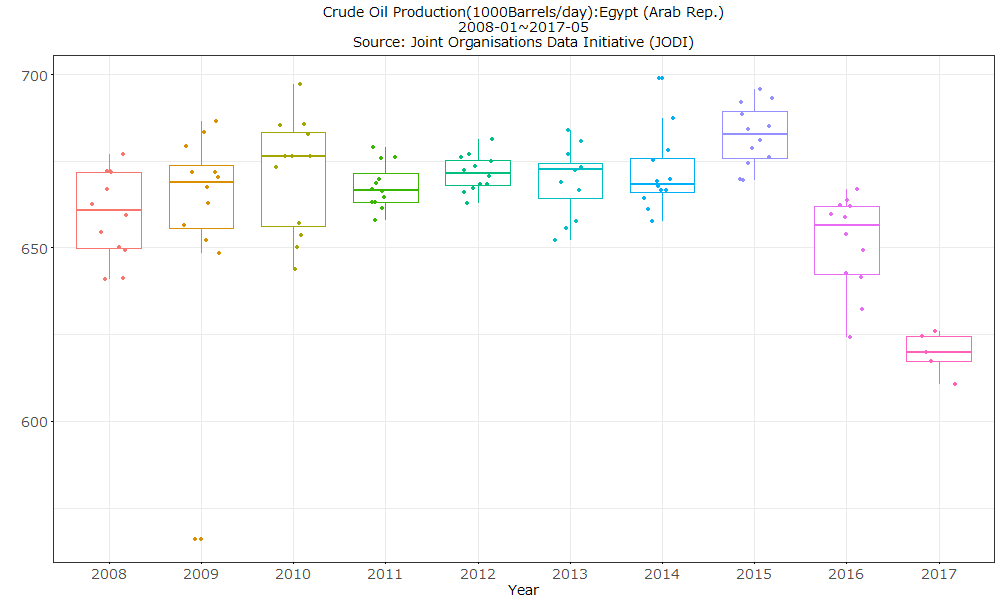 Crude Oil Production(1000Barrels/day):Egypt (Arab Rep.)
2008-01~2017-05
Source: Joint Organisations Data Initiative (JODI)
700
650
600
2008 2009 2010 2011 2012 2013 2014 2015 2016 2017
Year